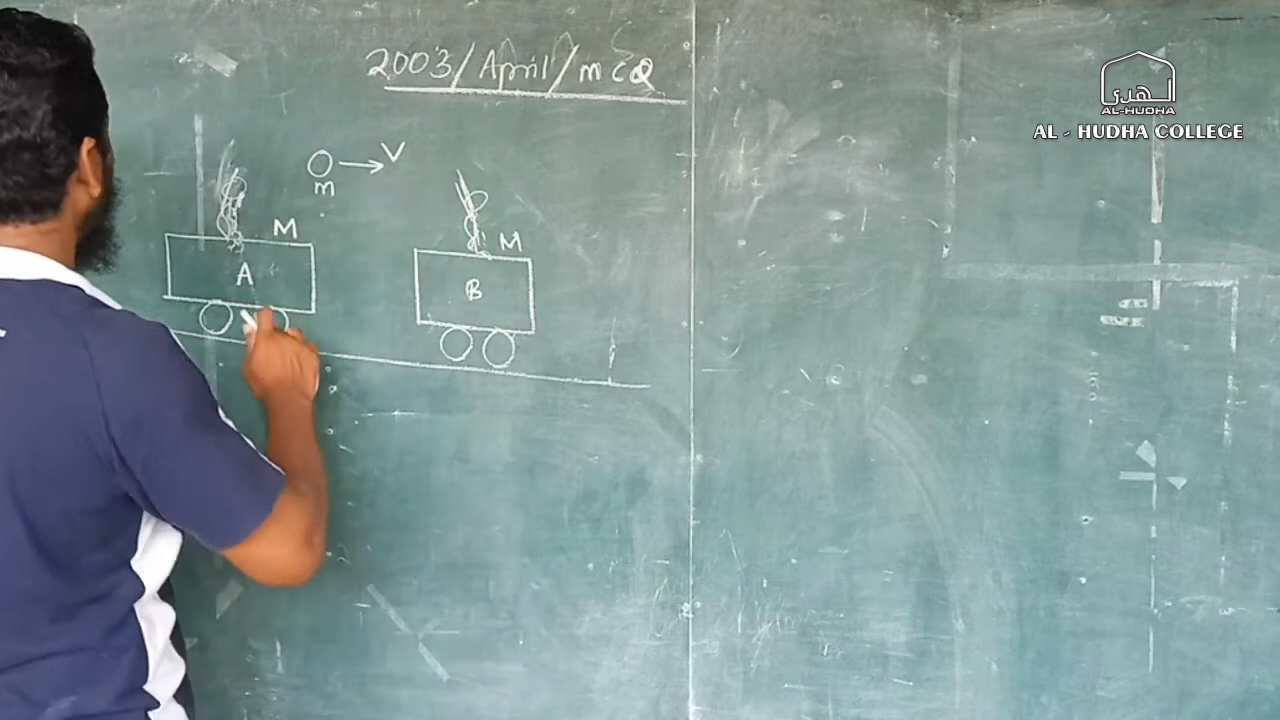 2003/April/MCQ
الهدى
AL-HUDHA
AL - HUDHA COLLEGE
V
m
M
M
A
B